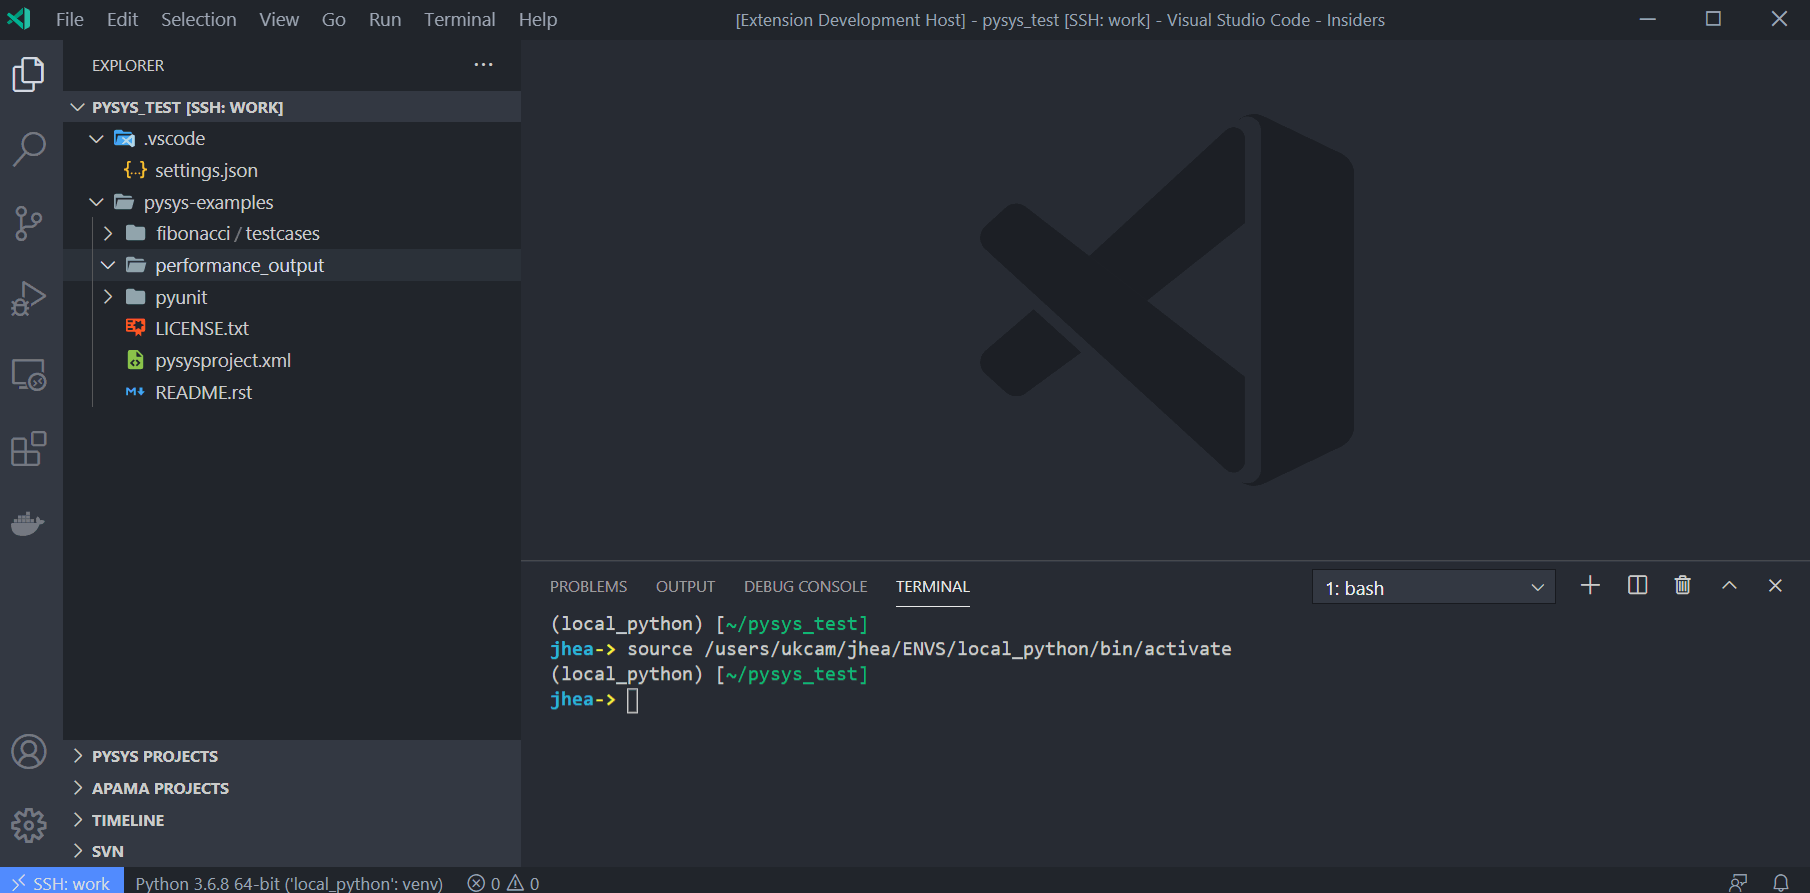 File Edit Selection View Go Run Terminal Help
[Extension Development Host] - pysys_test [SSH: work] - Visual Studio Code - Insiders
EXPLORER
PYSYS_TEST [SSH: WORK]
.vscode
settings.json
pysys-examples
fibonacci / testcases
performance_output
pyunit
LICENSE.txt
pysysproject.xml
README.rst
PYSYS PROJECTS
APAMA PROJECTS
TIMELINE
SVN
PROBLEMS OUTPUT DEBUG CONSOLE TERMINAL
1: bash
(local_python) [~/pysys_test]
jhea-> source /users/ukcam/jhea/ENVS/local_python/bin/activate
(local_python) [~/pysys_test]
jhea->
SSH: work Python 3.6.8 64-bit ('local_python': venv) 0 0